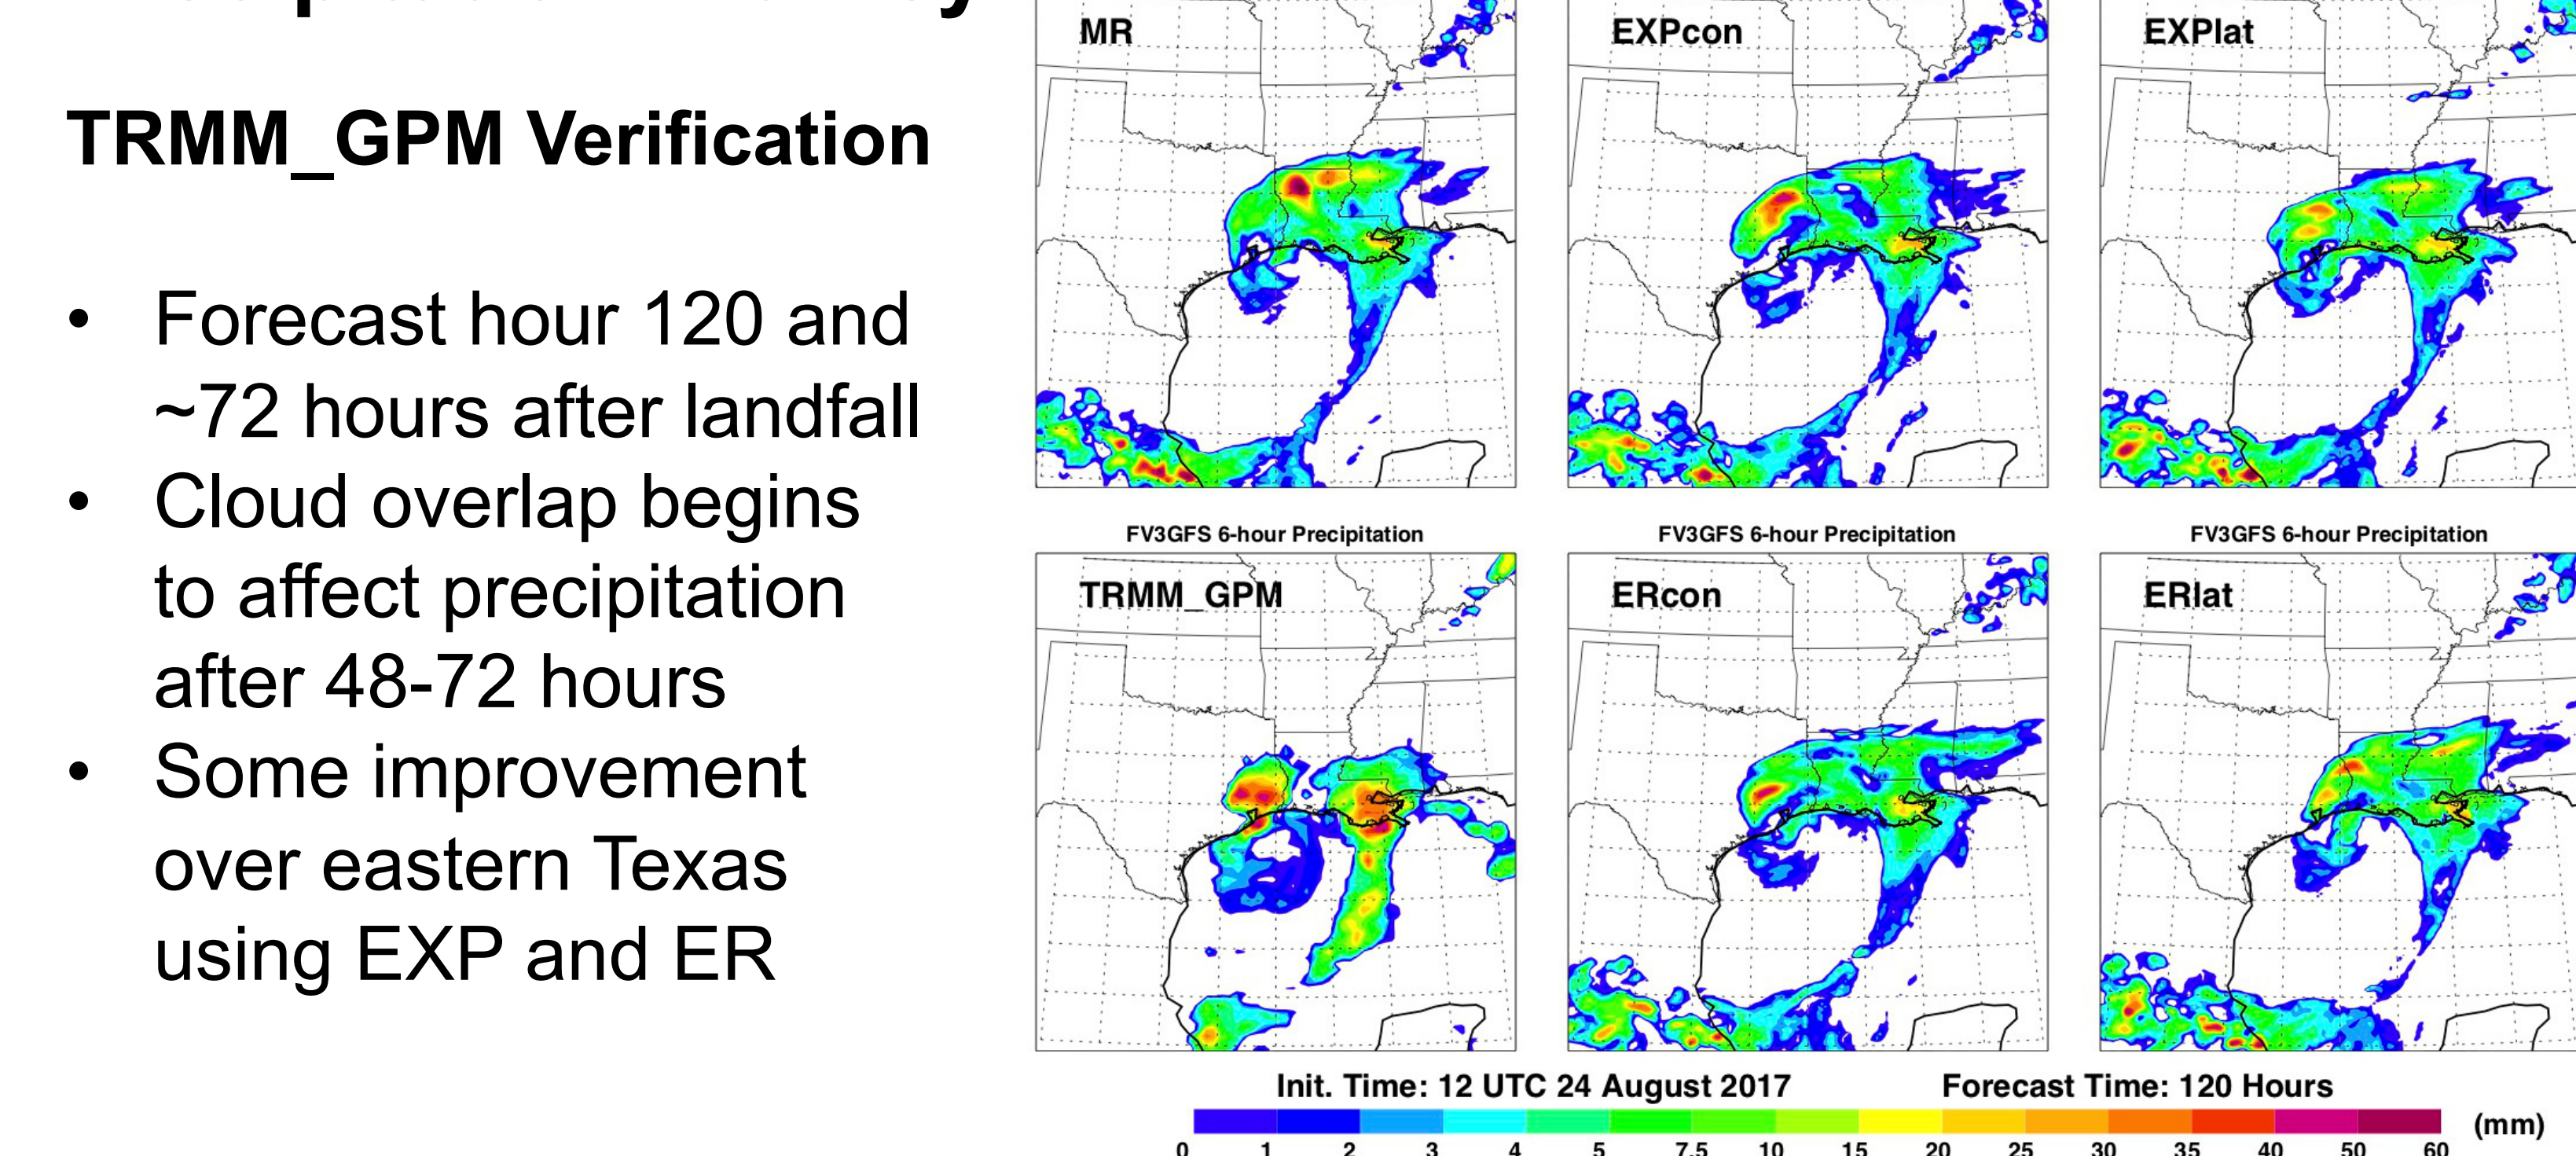 TRMM_GPM Verification
• Forecast hour 120 and
~72 hours after landfall
• Cloud overlap begins
to affect precipitation
after 48-72 hours
• Some improvement
over eastern Texas
using EXP and ER
MR
EXPcon
EXPlat
FV3GFS 6-hour Precipitation
FV3GFS 6-hour Precipitation
FV3GFS 6-hour Precipitation
TRMM_GPM
ERcon
ERlat
Init. Time: 12 UTC 24 August 2017 Forecast Time: 120 Hours
(mm)
0 1 2 3 4 5 7.5 10 15 20 25 30 35 40 50 60